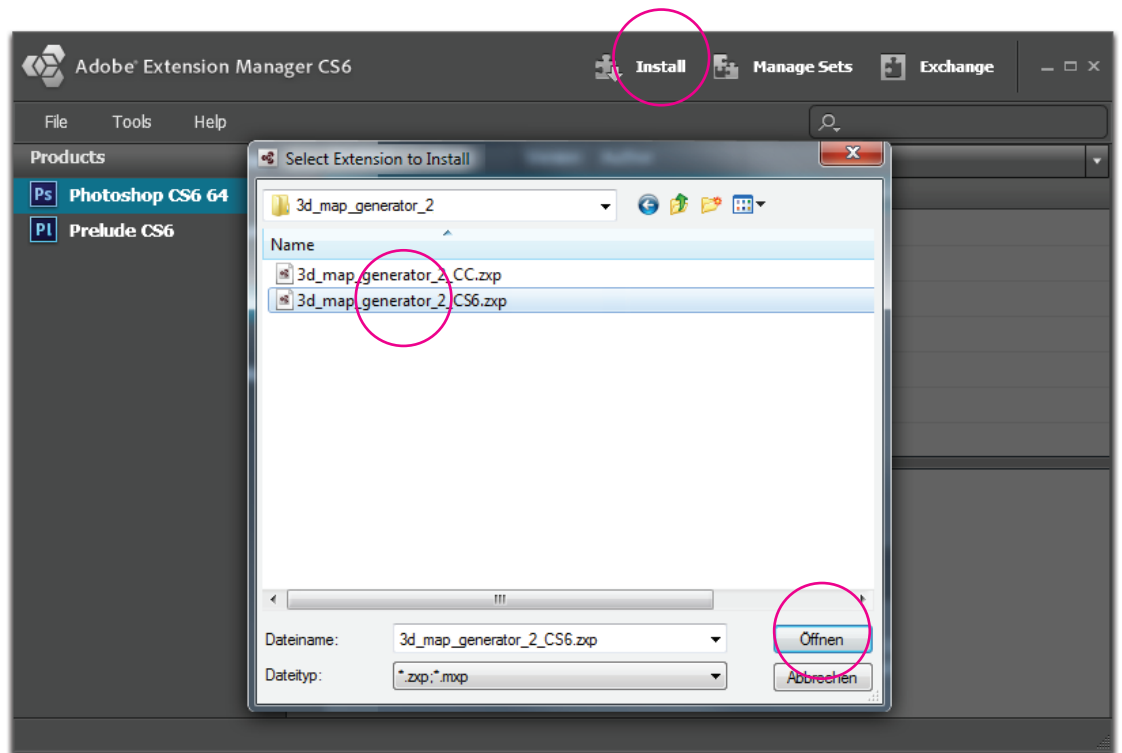 Adobe® Extension Manager CS6
Install
Manage Sets
Exchange
File Tools Help
Products
Ps Photoshop CS6 64
Pl Prelude CS6
Select Extension to Install
3d_map_generator_2
Name
3d_map_generator_2_CC.zxp
3d_map_generator_2_CS6.zxp
Dateiname: 3d_map_generator_2_CS6.zxp
Öffnen
Dateityp: *.zxp;*.mxp
Abbrechen